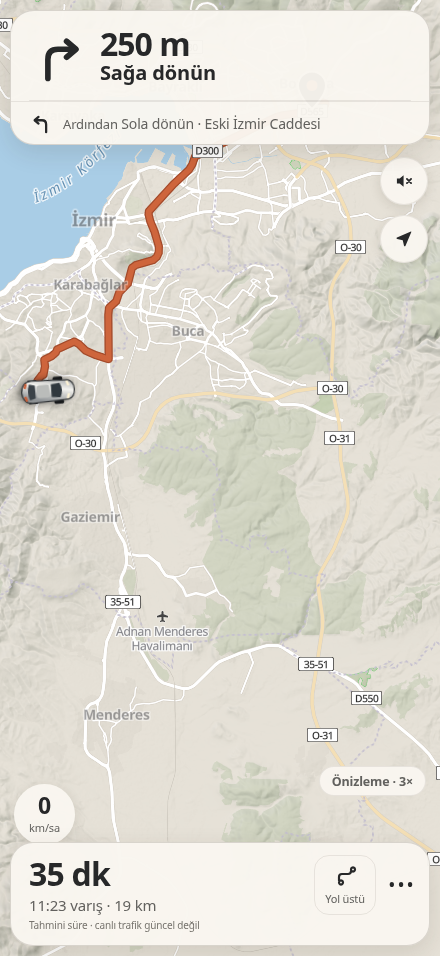 250 m
Sağa dönün
Ardından Sola dönün · Eski İzmir Caddesi
D300
İzmir Körfe
İzmir
O-30
Karabağlar
Buca
O-30
O-31
O-30
Gaziemir
35-51
Adnan Menderes
Havalimanı
35-51
D550
Menderes
O-31
Önizleme · 3×
0
km/sa
35 dk
11:23 varış · 19 km
Tahmini süre · canlı trafik güncel değil
Yol üstü